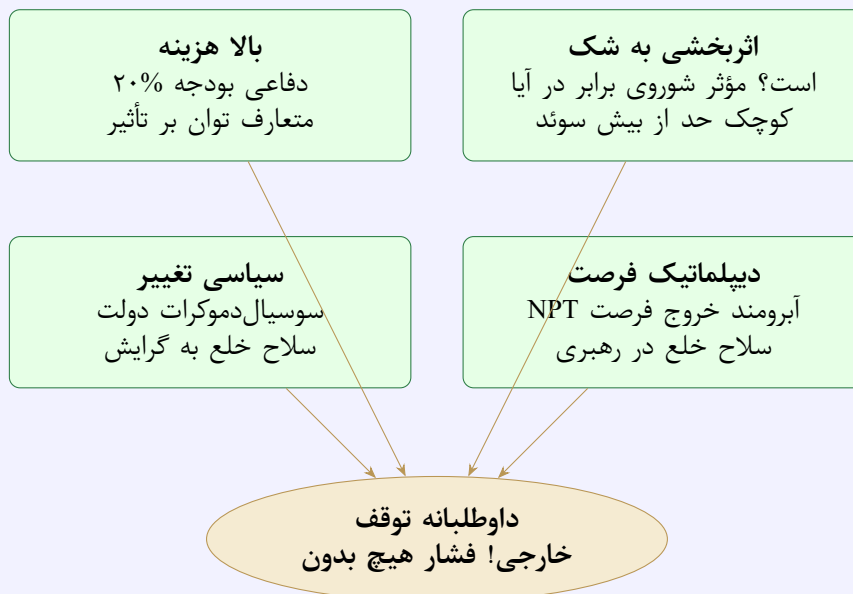 اثربخشی به شک
است؟ مؤثر شوروی برابر در آیا
کوچک حد از بیش سوئد
بالا هزینه
دفاعی بودجه ۲۰%
متعارف توان بر تأثیر
دیپلماتیک فرصت
آبرومند خروج فرصت NPT
سلاح خلع در رهبری
سیاسی تغییر
سوسیال‌دموکرات دولت
سلاح خلع به گرایش
داوطلبانه توقف
خارجی! فشار هیچ بدون